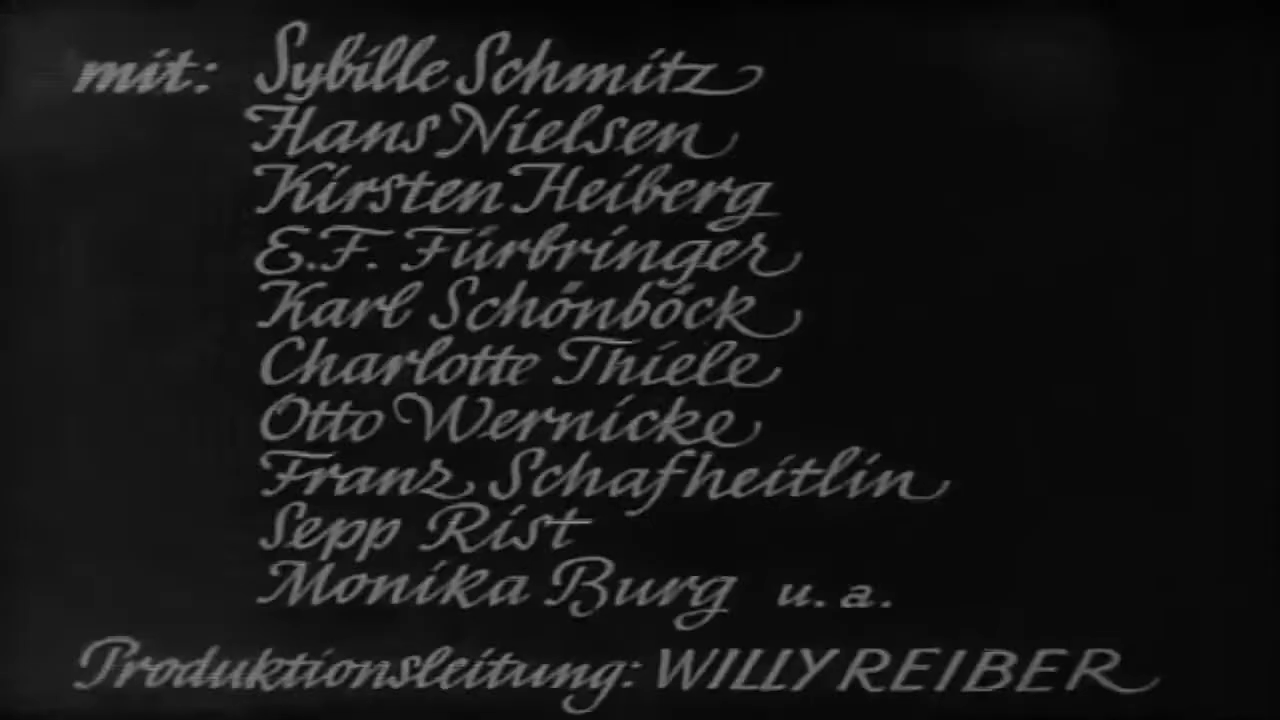 mit: Sybille Schmitz
Hans Nielsen
Kirsten Heiberg
E.F. Fürbringer
Karl Schönböck
Charlotte Thiele
Otto Wernicke
Franz Schafheitlin
Sepp Rist
Monika Burg u.a.
Produktionsleitung: WILLY REIBER